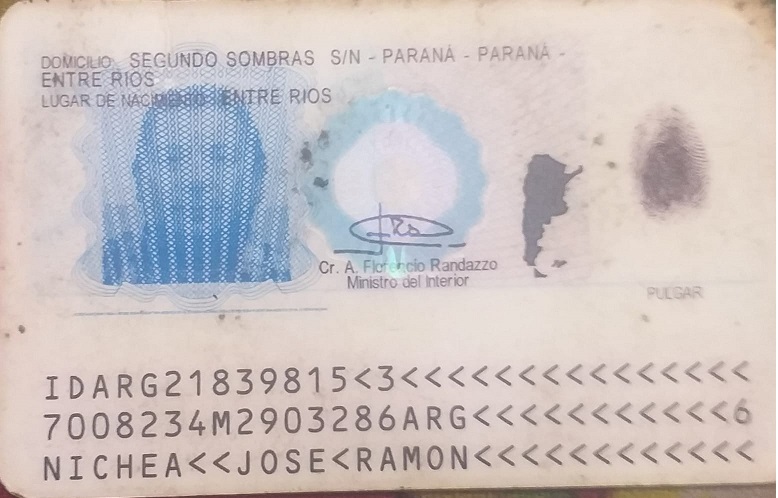 DOMICILIO: SEGUNDO SOMBRAS S/N - PARANÁ - PARANÁ -
ENTRE RIOS
LUGAR DE NACIMIENTO: ENTRE RIOS
Cr. A. Florencio Randazzo
Ministro del Interior
PULGAR
IDARG21839815<3<<<<<<<<<<<<<<<
7008234M2903286ARG<<<<<<<<<<<6
NICHEA<<JOSE<RAMON<<<<<<<<<<<<